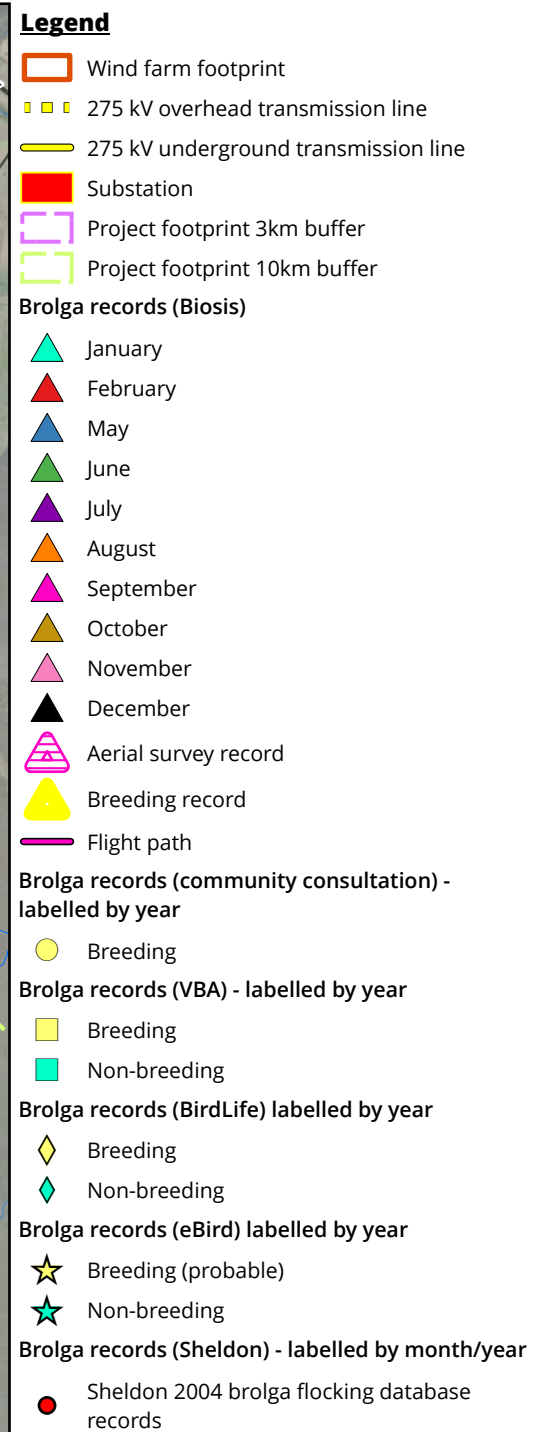 Legend
Wind farm footprint
275 kV overhead transmission line
275 kV underground transmission line
Substation
Project footprint 3km buffer
Project footprint 10km buffer
Brolga records (Biosis)
January
February
May
June
July
August
September
October
November
December
Aerial survey record
Breeding record
Flight path
Brolga records (community consultation) -
labelled by year
Breeding
Brolga records (VBA) - labelled by year
Breeding
Non-breeding
Brolga records (BirdLife) labelled by year
Breeding
Non-breeding
Brolga records (eBird) labelled by year
Breeding (probable)
Non-breeding
Brolga records (Sheldon) - labelled by month/year
Sheldon 2004 brolga flocking database
records